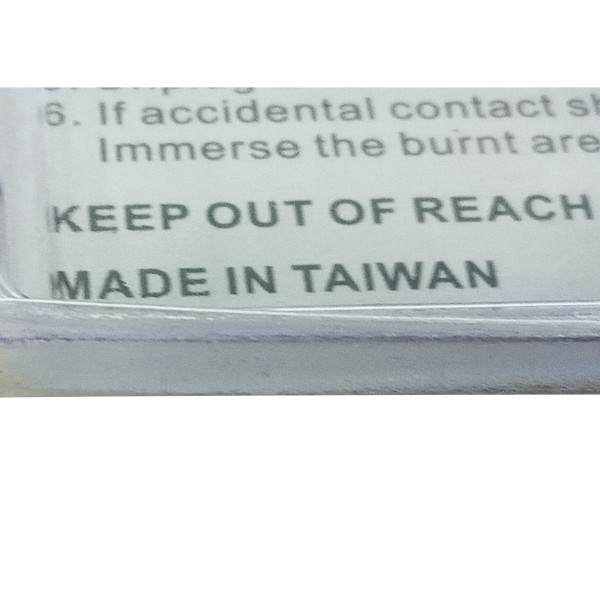 6. If accidental contact
Immerse the burnt are
KEEP OUT OF REACH
MADE IN TAIWAN